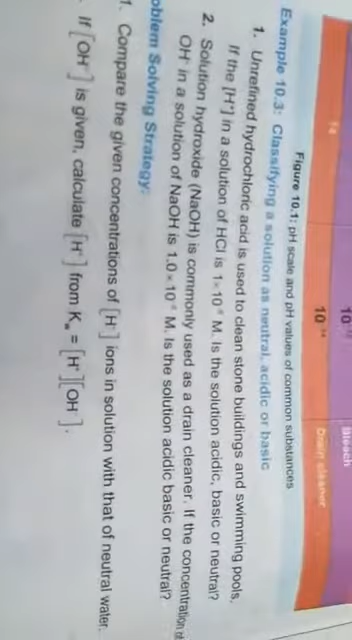 10
Bleach
14
10⁻¹⁴
Drain cleaner
Figure 10.1: pH scale and pH values of common substances
Example 10.3: Classifying a solution as neutral, acidic or basic
1. Unrefined hydrochloric acid is used to clean stone buildings and swimming pools.
If the [H⁺] in a solution of HCl is 1×10 M. Is the solution acidic, basic or neutral?
2. Solution hydroxide (NaOH) is commonly used as a drain cleaner. If the concentration of
OH⁻ in a solution of NaOH is 1.0×10 M. Is the solution acidic basic or neutral?
oblem Solving Strategy:
1. Compare the given concentrations of [H⁺] ions in solution with that of neutral water.
If [OH⁻] is given, calculate [H⁺] from Kw = [H⁺][OH⁻].